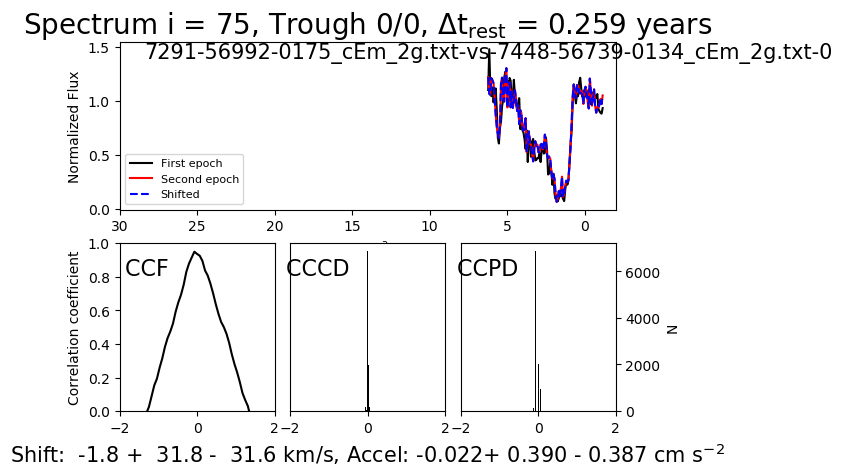 Spectrum i = 75, Trough 0/0, Δt_rest = 0.259 years
7291-56992-0175_cEm_2g.txt-vs-7448-56739-0134_cEm_2g.txt-0
Normalized Flux
1.5
1.0
0.5
0.0
First epoch
Second epoch
Shifted
30 25 20 15 10 5 0
Correlation coefficient
1.0
0.8
0.6
0.4
0.2
0.0
CCF
CCCD
CCPD
6000
4000
2000
0
N
−2 0 2
−2 0 2
−2 0 2
Shift: -1.8 + 31.8 - 31.6 km/s, Accel: -0.022+ 0.390 - 0.387 cm s⁻²